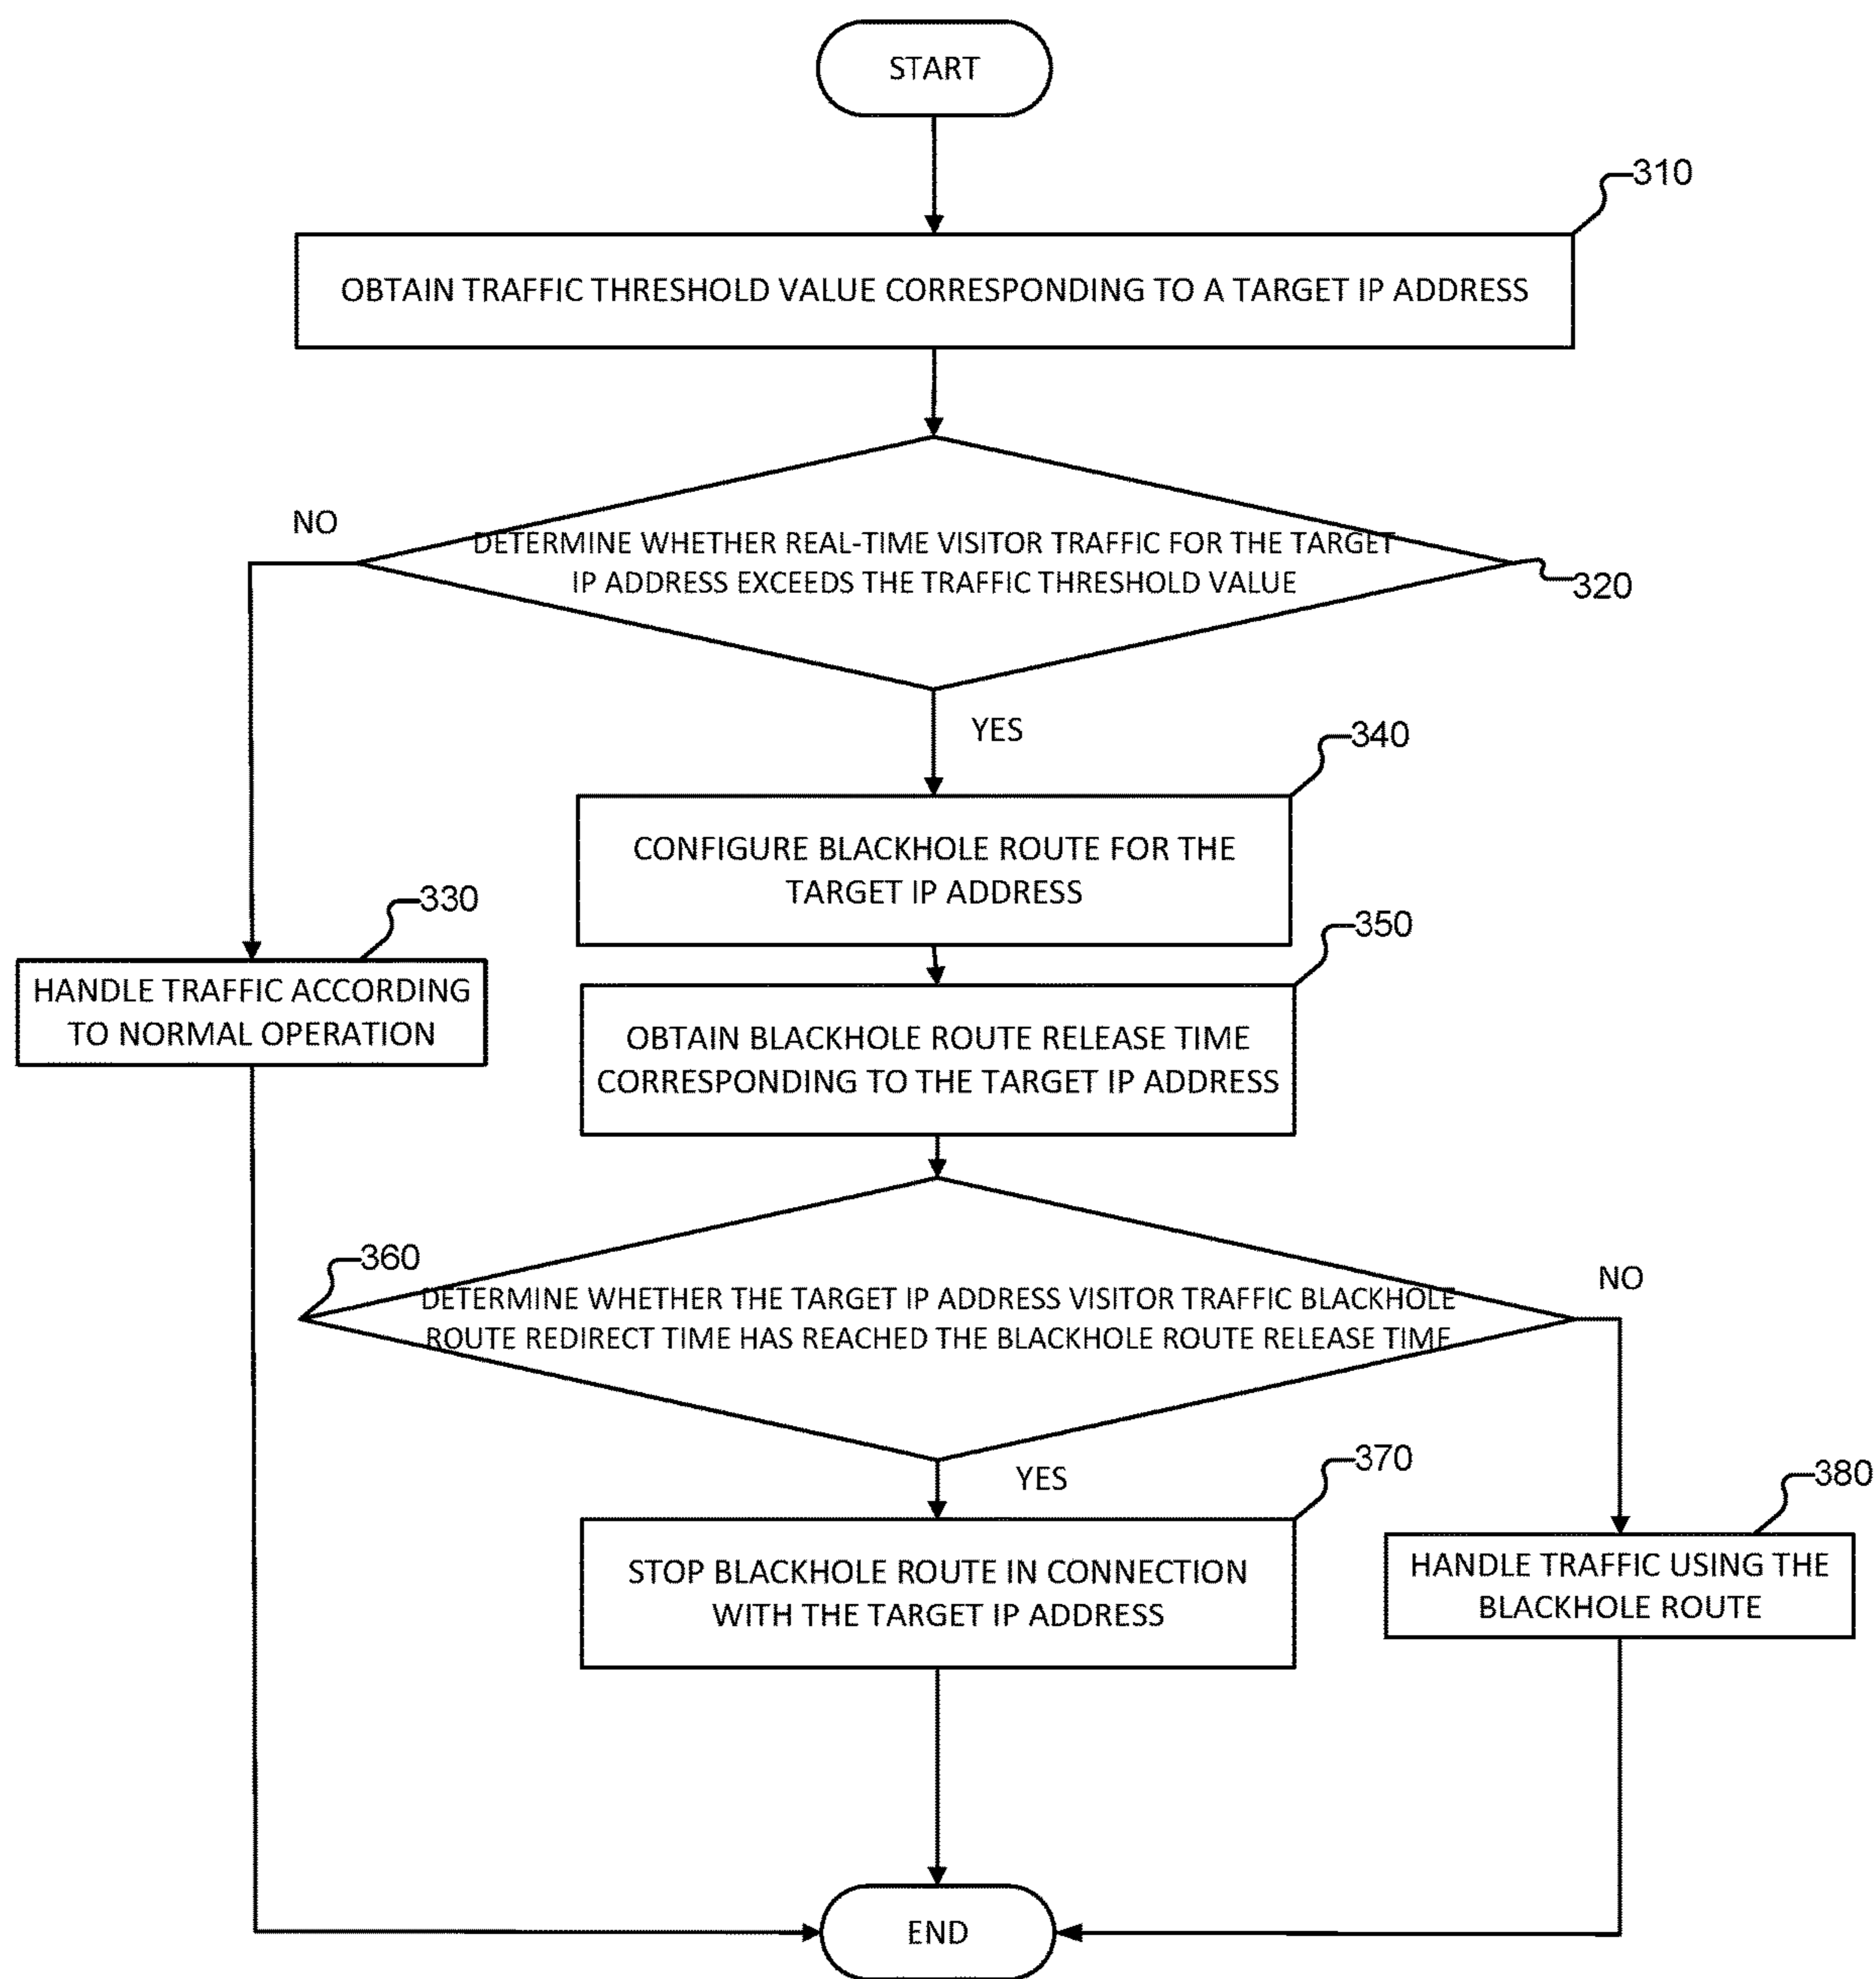 START
310
OBTAIN TRAFFIC THRESHOLD VALUE CORRESPONDING TO A TARGET IP ADDRESS
NO
DETERMINE WHETHER REAL-TIME VISITOR TRAFFIC FOR THE TARGET
IP ADDRESS EXCEEDS THE TRAFFIC THRESHOLD VALUE
320
YES
340
CONFIGURE BLACKHOLE ROUTE FOR THE
TARGET IP ADDRESS
330
HANDLE TRAFFIC ACCORDING
TO NORMAL OPERATION
350
OBTAIN BLACKHOLE ROUTE RELEASE TIME
CORRESPONDING TO THE TARGET IP ADDRESS
360
DETERMINE WHETHER THE TARGET IP ADDRESS VISITOR TRAFFIC BLACKHOLE
ROUTE REDIRECT TIME HAS REACHED THE BLACKHOLE ROUTE RELEASE TIME
NO
YES
370
STOP BLACKHOLE ROUTE IN CONNECTION
WITH THE TARGET IP ADDRESS
380
HANDLE TRAFFIC USING THE
BLACKHOLE ROUTE
END